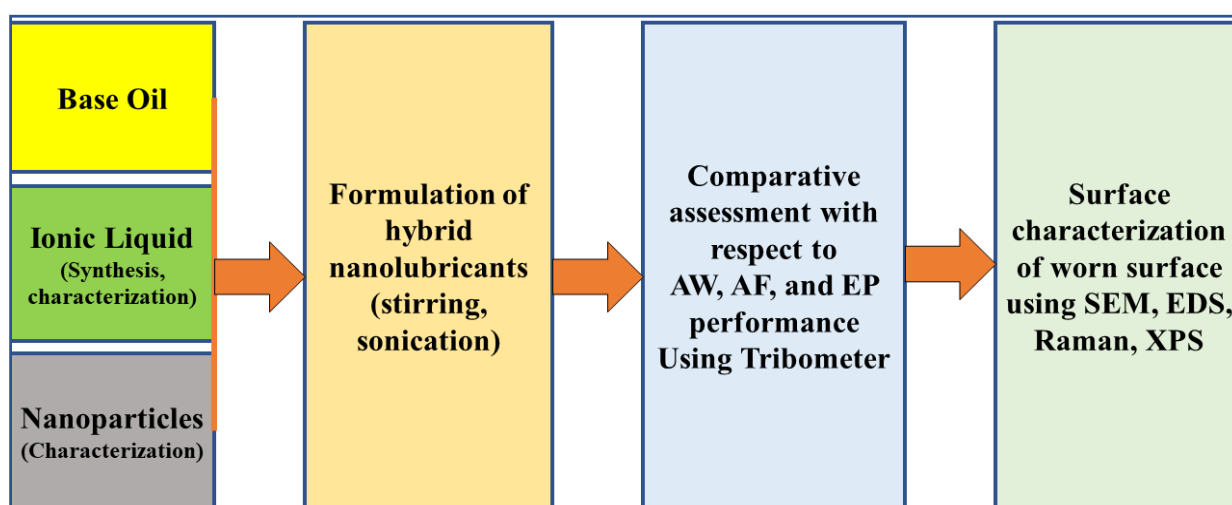 Base Oil
Ionic Liquid
(Synthesis,
characterization)
Nanoparticles
(Characterization)
Formulation of
hybrid
nanolubricants
(stirring,
sonication)
Comparative
assessment with
respect to
AW, AF, and EP
performance
Using Tribometer
Surface
characterization
of worn surface
using SEM, EDS,
Raman, XPS